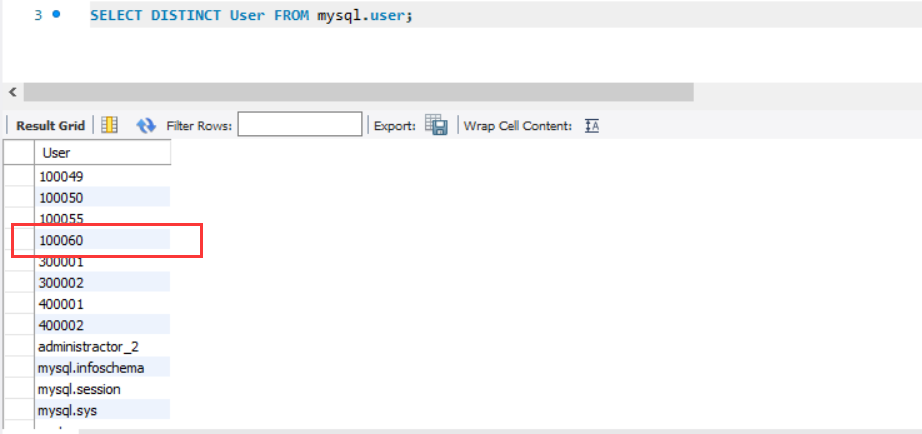 3
SELECT DISTINCT User FROM mysql.user;
Result Grid Filter Rows: Export: Wrap Cell Content:
User
100049
100050
100055
100060
300001
300002
400001
400002
administractor_2
mysql.infoschema
mysql.session
mysql.sys